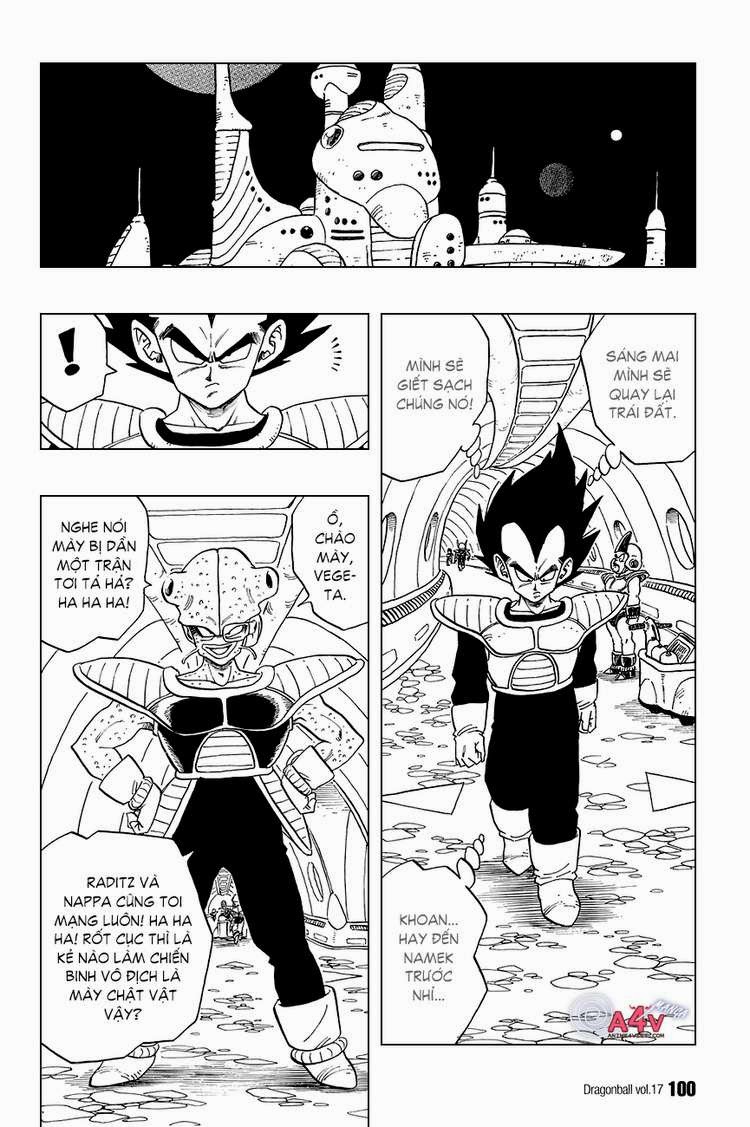 SÁNG MAI
MÌNH SẼ
QUAY LẠI
TRÁI ĐẤT.
MÌNH SẼ
GIẾT SẠCH
CHÚNG NÓ!
KHOAN...
HAY ĐẾN
NAMEK
TRƯỚC
NHỈ...
!
Ồ,
CHÀO
MÀY,
VEGE-
TA.
NGHE NÓI
MÀY BỊ DẦN
MỘT TRẬN
TƠI TẢ HẢ?
HA HA HA!
RADITZ VÀ
NAPPA CŨNG TOI
MẠNG LUÔN! HA HA
HA! RỐT CỤC THÌ LÀ
KẺ NÀO LÀM CHIẾN
BINH VÔ ĐỊCH LÀ
MÀY CHẬT VẬT
VẬY?
MANGA
A4V
Dragonball vol.17 100